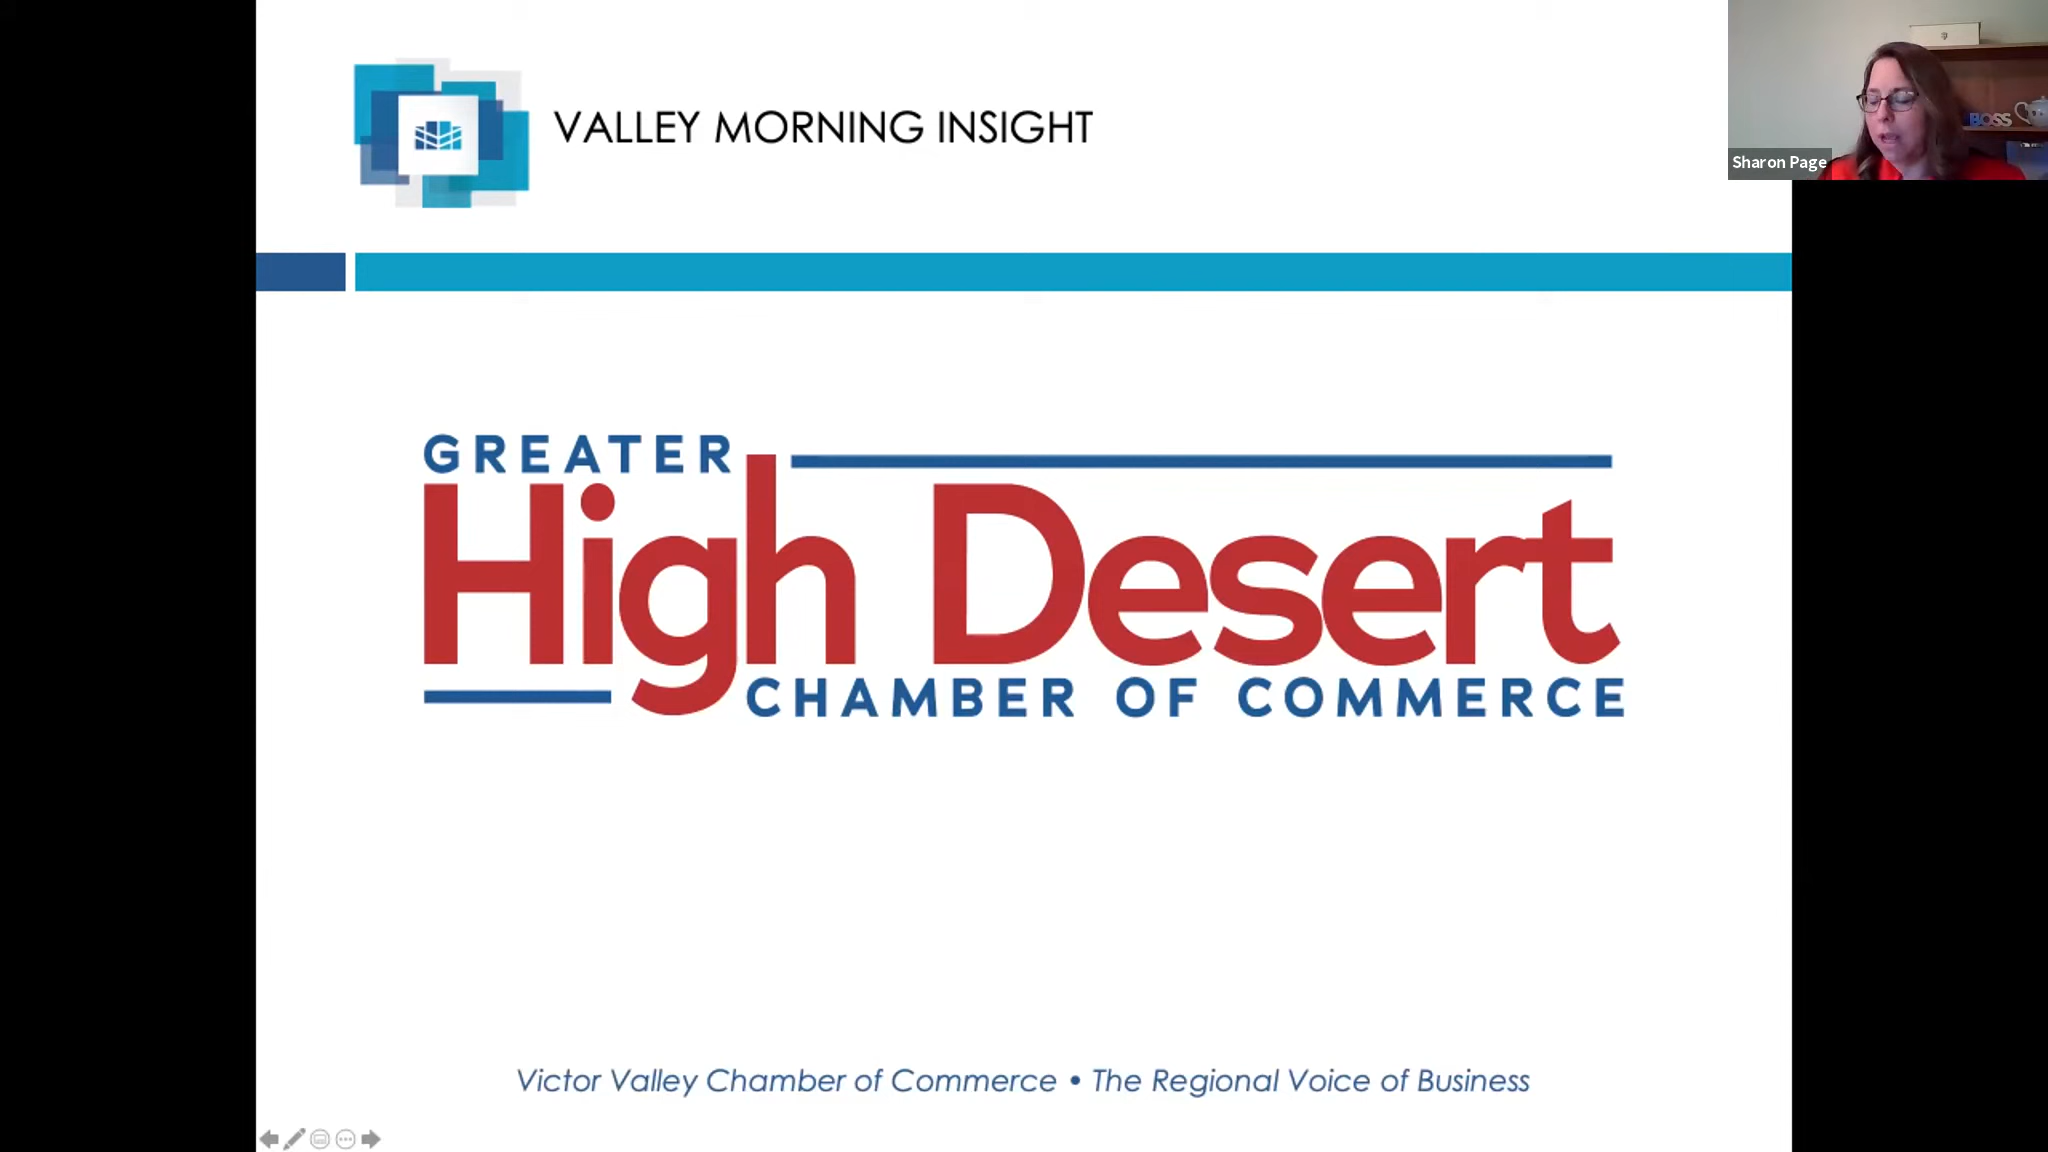 VALLEY MORNING INSIGHT
BOSS
Sharon Page
GREATER
High Desert
CHAMBER OF COMMERCE
Victor Valley Chamber of Commerce • The Regional Voice of Business